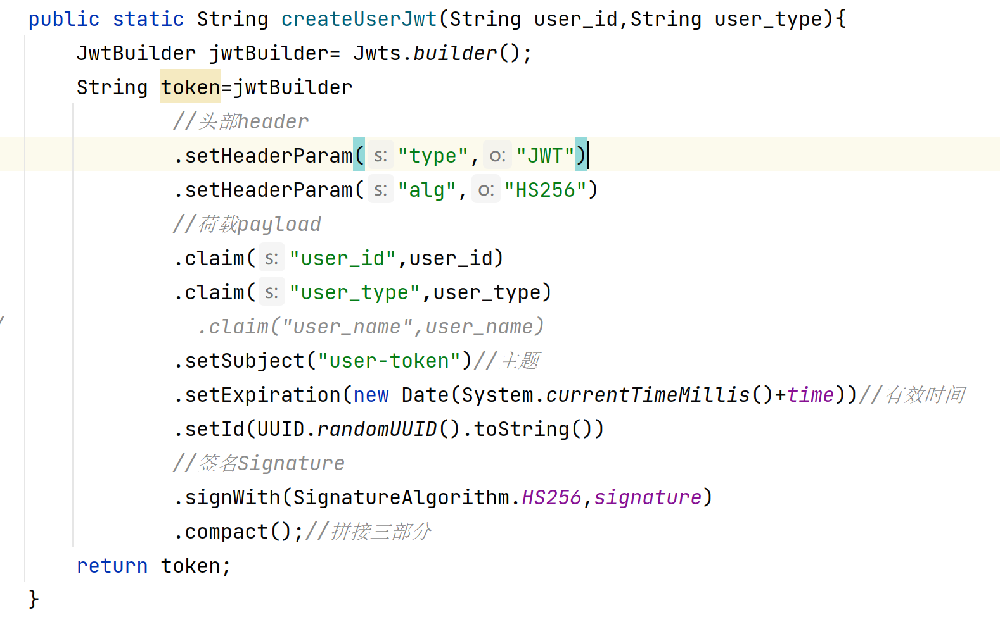 public static String createUserJwt(String user_id,String user_type){
JwtBuilder jwtBuilder= Jwts.builder();
String token=jwtBuilder
//头部header
.setHeaderParam( s: "type", o: "JWT")
.setHeaderParam( s: "alg", o: "HS256")
//荷载payload
.claim( s: "user_id",user_id)
.claim( s: "user_type",user_type)
/ .claim("user_name",user_name)
.setSubject("user-token")//主题
.setExpiration(new Date(System.currentTimeMillis()+time))//有效时间
.setId(UUID.randomUUID().toString())
//签名Signature
.signWith(SignatureAlgorithm.HS256,signature)
.compact();//拼接三部分
return token;
}